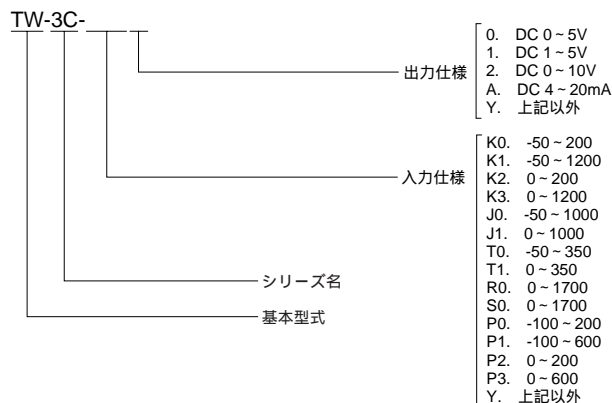 TW-3C-
出力仕様
0. DC 0～5V
1. DC 1～5V
2. DC 0～10V
A. DC 4～20mA
Y. 上記以外
入力仕様
K0. -50～200
K1. -50～1200
K2. 0～200
K3. 0～1200
J0. -50～1000
J1. 0～1000
T0. -50～350
T1. 0～350
R0. 0～1700
S0. 0～1700
P0. -100～200
P1. -100～600
P2. 0～200
P3. 0～600
Y. 上記以外
シリーズ名
基本型式